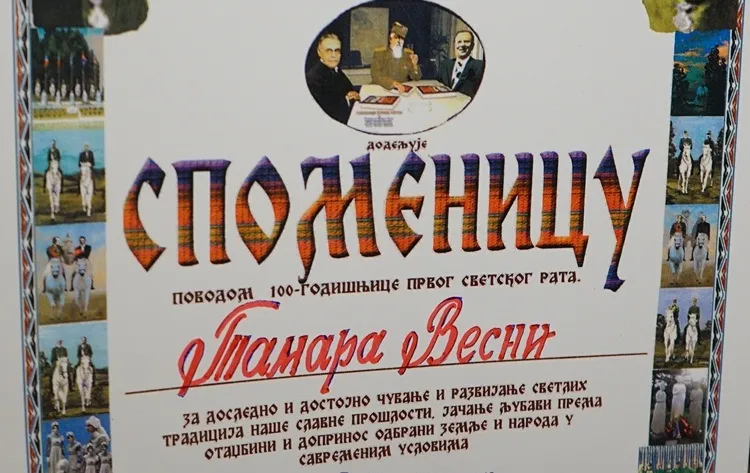 додељује
СПОМЕНИЦУ
ПОВОДОМ 100-ГОДИШЊИЦЕ ПРВОГ СВЕТСКОГ РАТА.
Тамара Весни
ЗА ДОСЛЕДНО И ДОСТОЈНО ЧУВАЊЕ И РАЗВИЈАЊЕ СВЕТЛИХ
ТРАДИЦИЈА НАШЕ СЛАВНЕ ПРОШЛОСТИ, ЈАЧАЊЕ ЉУБАВИ ПРЕМА
ОТАЏБИНИ И ДОПРИНОС ОДБРАНИ ЗЕМЉЕ И НАРОДА У
САВРЕМЕНИМ УСЛОВИМА